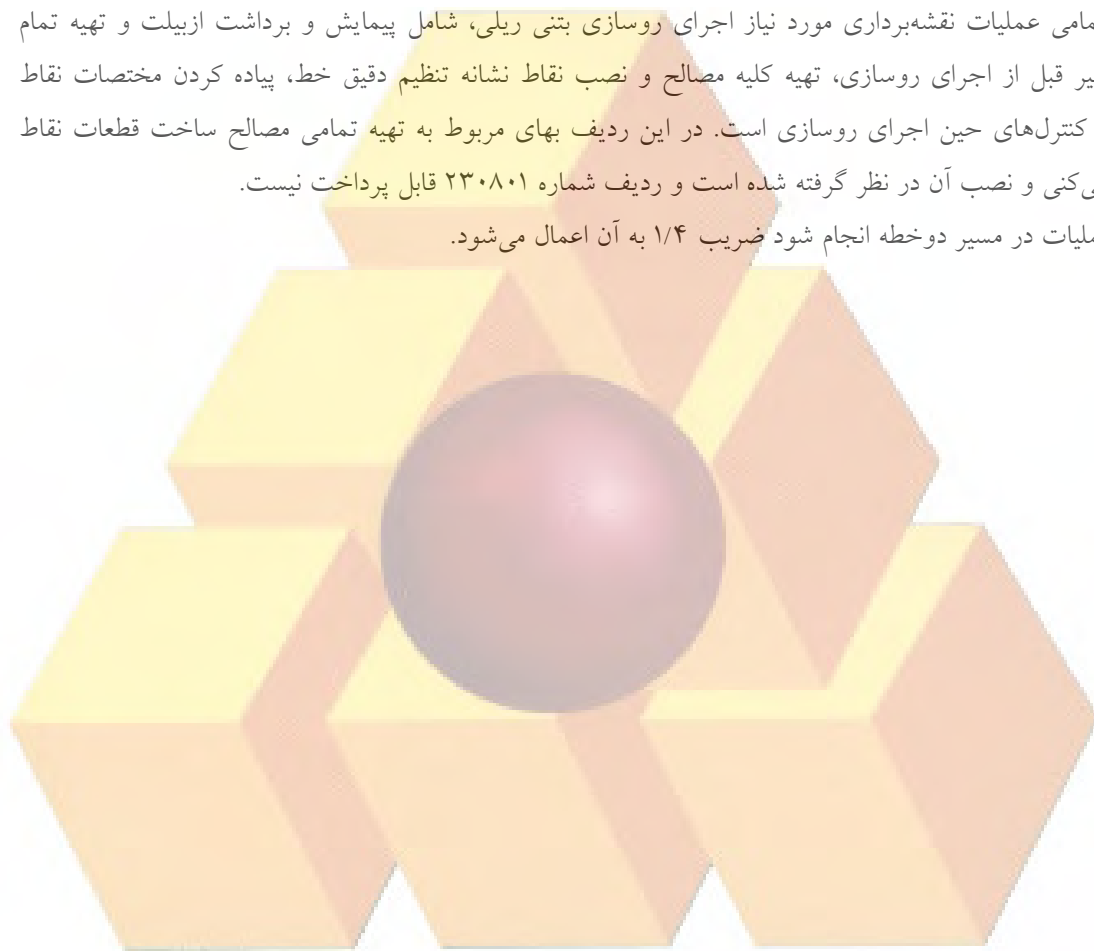 مامی عملیات نقشه‌برداری مورد نیاز اجرای روسازی بتنی ریلی، شامل پیمایش و برداشت ازبیلت و تهیه تمام
یر قبل از اجرای روسازی، تهیه کلیه مصالح و نصب نقاط نشانه تنظیم دقیق خط، پیاده کردن مختصات نقاط
کنترل‌های حین اجرای روسازی است. در این ردیف بهای مربوط به تهیه تمامی مصالح ساخت قطعات نقاط
ی‌کنی و نصب آن در نظر گرفته شده است و ردیف شماره ۲۳۰۸۰۱ قابل پرداخت نیست.
ملیات در مسیر دوخطه انجام شود ضریب ۱/۴ به آن اعمال می‌شود.